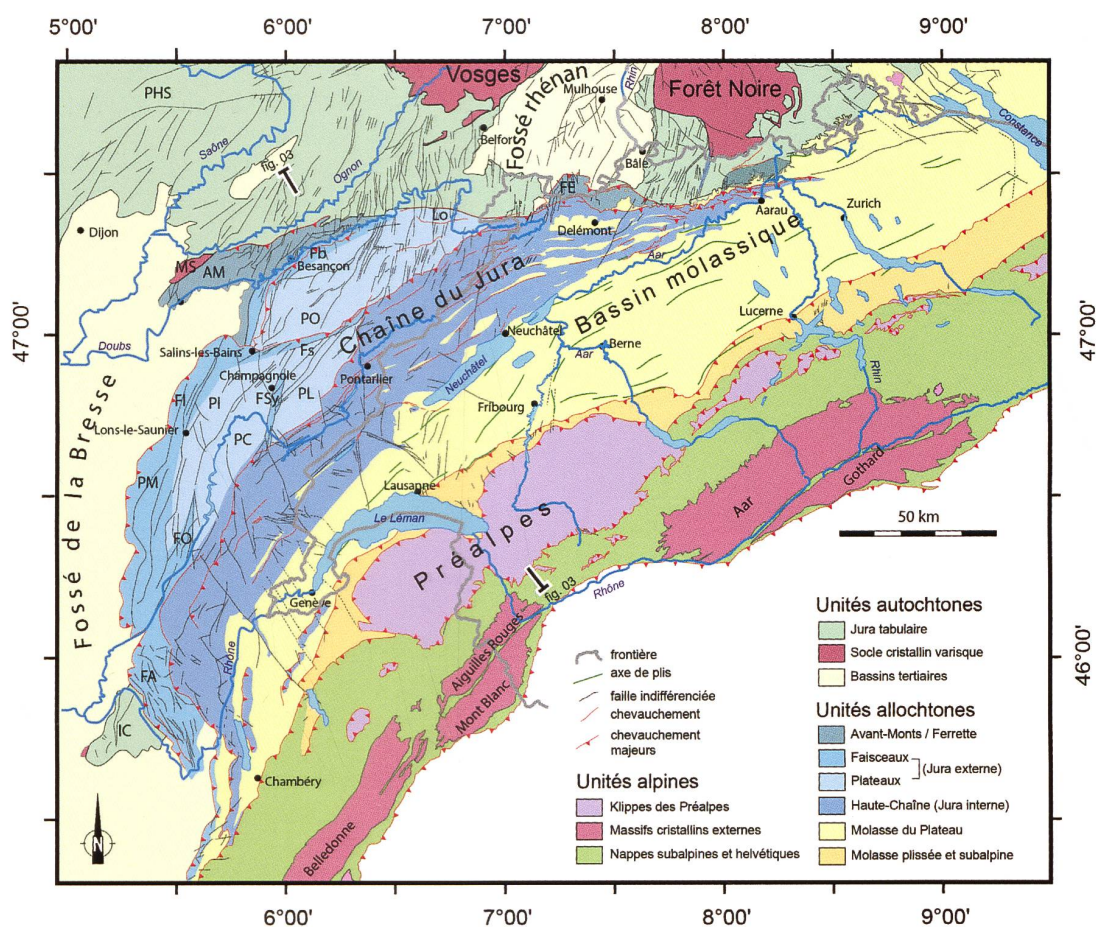 5°00'
6°00'
7°00'
8°00'
9°00'
Vosges
Forêt Noire
Fossé rhénan
Mulhouse
Rhin
PHS
Belfort
Bâle
Constance
Saône
fig. 03
Ognon
FE
Lo
Dijon
Delémont
Aarau
Zurich
MS
AM
Fb
Besançon
Aar
PO
Chaîne du Jura
Bassin molassique
Lucerne
47°00'
47°00'
Doubs
Salins-les-Bains
Fs
Neuchâtel
Berne
Aar
Champagnole
Pontarlier
Neuchâtel
Rhin
Fl
Pl
FSy
PL
Fribourg
Lons-le-Saunier
PC
Fossé de la Bresse
PM
Lausanne
Aar
Gothard
Le Léman
50 km
FO
Préalpes
fig. 03
Rhône
Genève
Rhône
Aiguilles Rouges
Mont Blanc
46°00'
FA
IC
Chambéry
Belledonne
N
frontière
axe de plis
faille indifférenciée
chevauchement
chevauchement
majeurs
Unités alpines
Klippes des Préalpes
Massifs cristallins externes
Nappes subalpines et helvétiques
Unités autochtones
Jura tabulaire
Socle cristallin varisque
Bassins tertiaires
Unités allochtones
Avant-Monts / Ferrette
Faisceaux
(Jura externe)
Plateaux
Haute-Chaîne (Jura interne)
Molasse du Plateau
Molasse plissée et subalpine
6°00'
7°00'
8°00'
9°00'